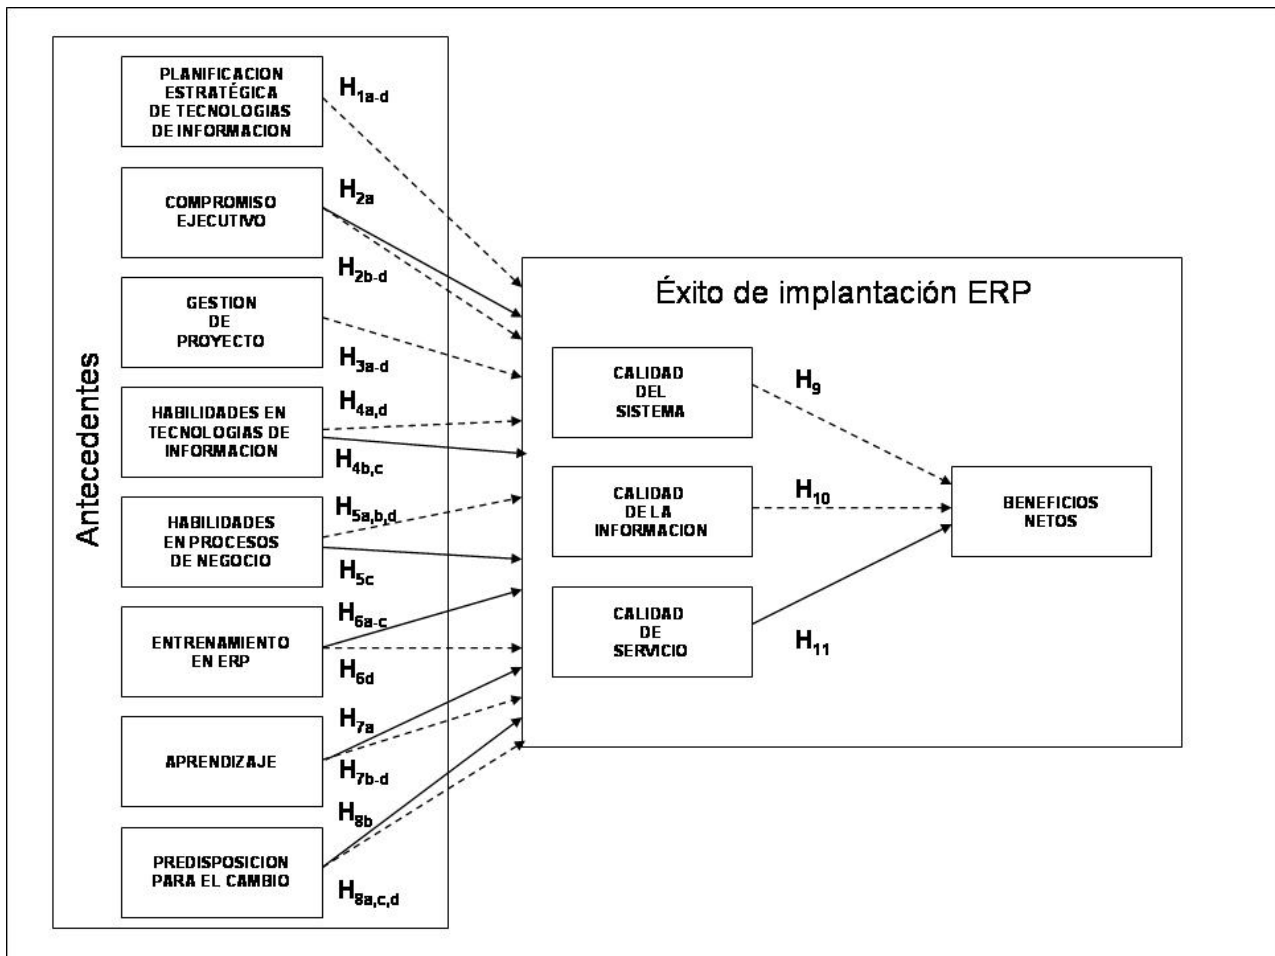 Antecedentes
PLANIFICACION
ESTRATÉGICA
DE TECNOLOGIAS
DE INFORMACION
H1a-d
COMPROMISO
EJECUTIVO
H2a
H2b-d
GESTION
DE
PROYECTO
H3a-d
HABILIDADES EN
TECNOLOGIAS DE
INFORMACION
H4a,d
H4b,c
HABILIDADES
EN PROCESOS
DE NEGOCIO
H5a,b,d
H5c
ENTRENAMIENTO
EN ERP
H6a-c
H6d
APRENDIZAJE
H7a
H7b-d
PREDISPOSICION
PARA EL CAMBIO
H8b
H8a,c,d
Éxito de implantación ERP
CALIDAD
DEL
SISTEMA
H9
CALIDAD
DE LA
INFORMACION
H10
CALIDAD
DE
SERVICIO
H11
BENEFICIOS
NETOS